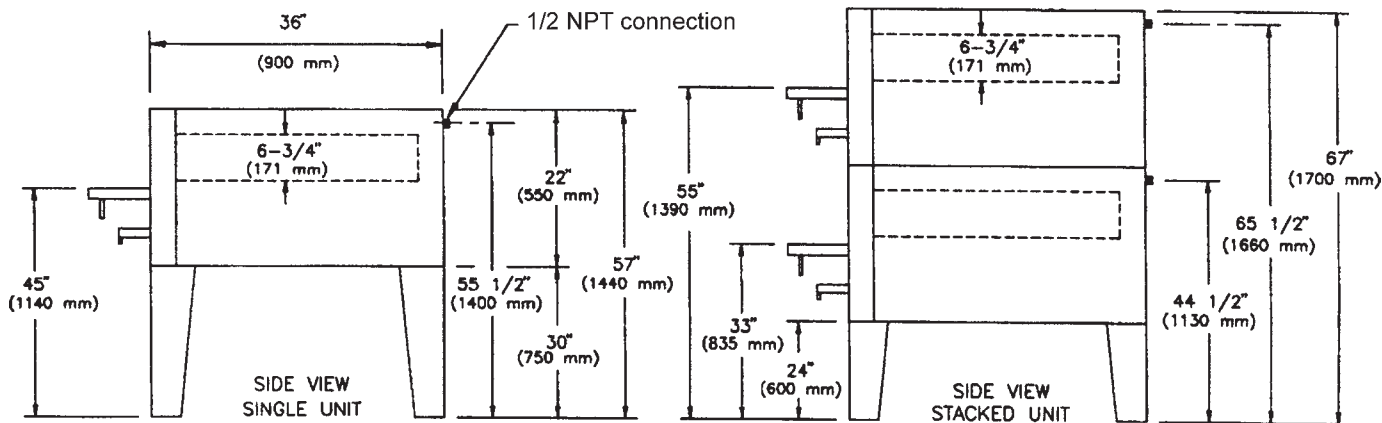 36"
(900 mm)
1/2 NPT connection
6-3/4"
(171 mm)
22"
(550 mm)
45"
(1140 mm)
55 1/2"
(1400 mm)
57"
(1440 mm)
30"
(750 mm)
SIDE VIEW
SINGLE UNIT
6-3/4"
(171 mm)
55"
(1390 mm)
67"
(1700 mm)
65 1/2"
(1660 mm)
33"
(835 mm)
44 1/2"
(1130 mm)
24"
(600 mm)
SIDE VIEW
STACKED UNIT